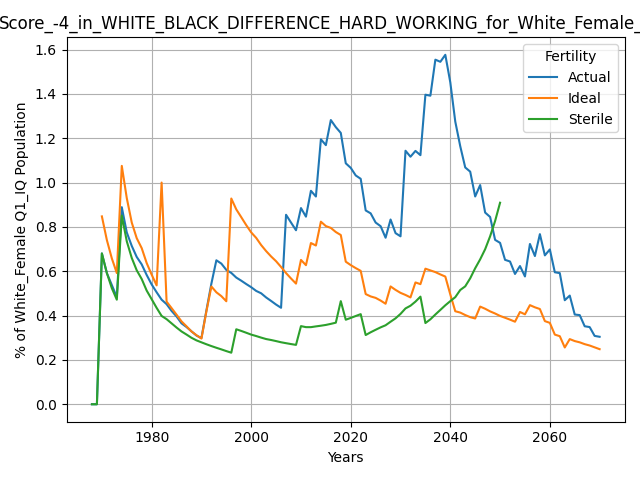 Score_-4_in_WHITE_BLACK_DIFFERENCE_HARD_WORKING_for_White_Female_
Fertility
Actual
Ideal
Sterile
% of White_Female Q1_IQ Population
1.6
1.4
1.2
1.0
0.8
0.6
0.4
0.2
0.0
1980 2000 2020 2040 2060
Years